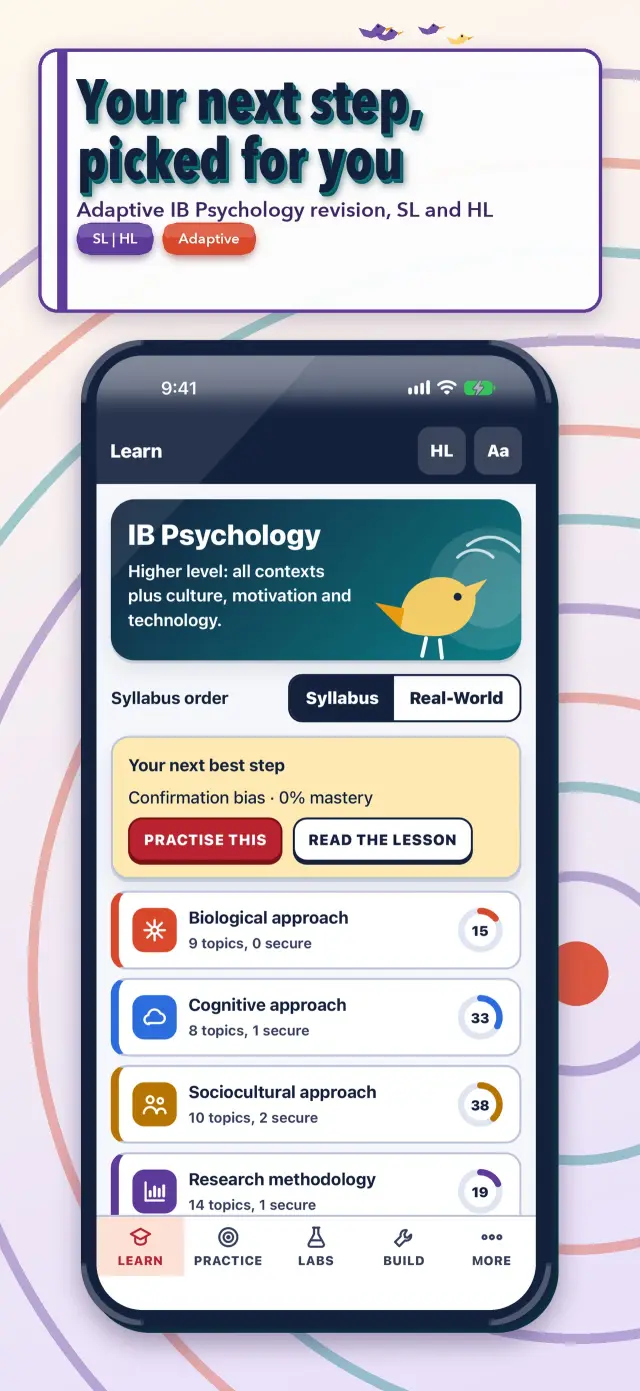 Your next step,
picked for you
Adaptive IB Psychology revision, SL and HL
SL | HL
Adaptive
9:41
Learn
HL
Aa
IB Psychology
Higher level: all contexts
plus culture, motivation and
technology.
Syllabus order
Syllabus
Real-World
Your next best step
Confirmation bias · 0% mastery
PRACTISE THIS
READ THE LESSON
Biological approach
9 topics, 0 secure
15
Cognitive approach
8 topics, 1 secure
33
Sociocultural approach
10 topics, 2 secure
38
Research methodology
14 topics, 1 secure
19
LEARN
PRACTICE
LABS
BUILD
MORE